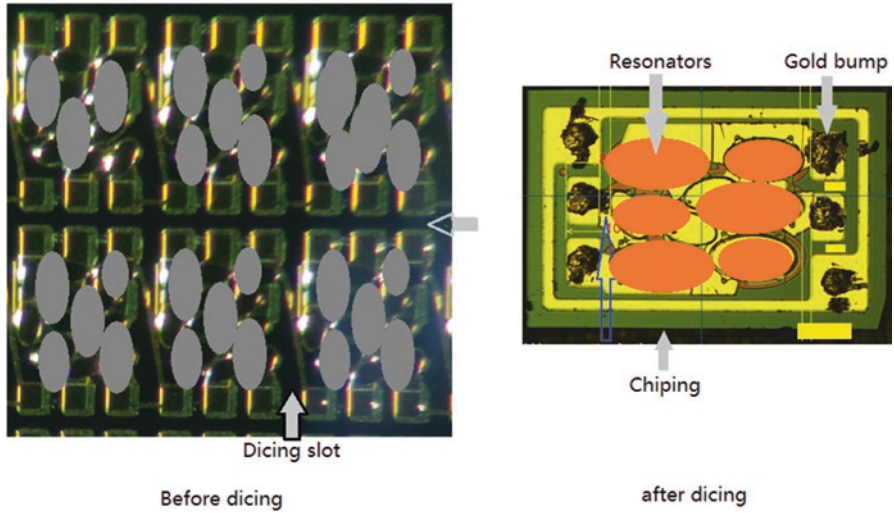 Resonators
Gold bump
Chiping
Dicing slot
Before dicing
after dicing